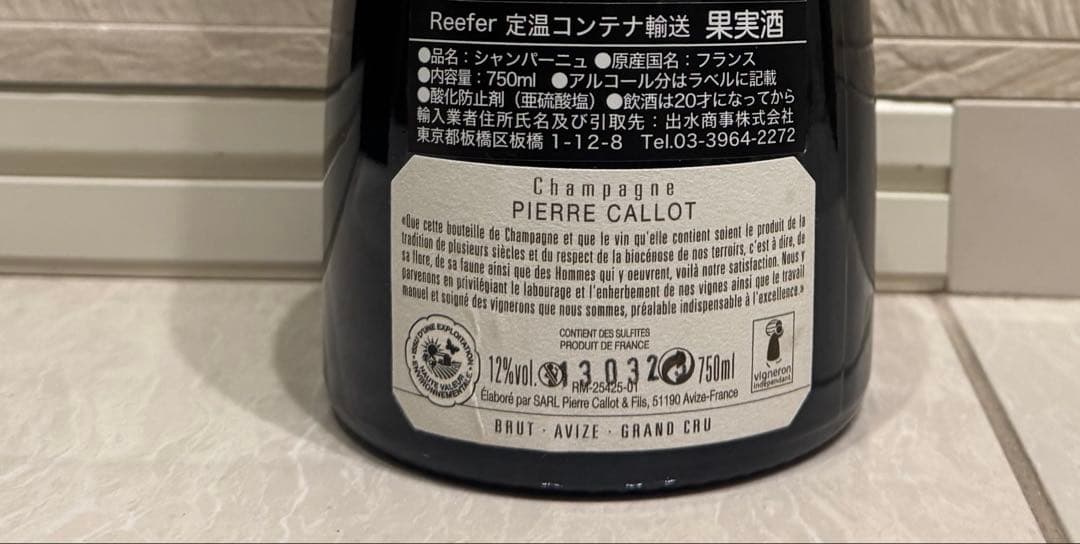 Reefer 定温コンテナ輸送 果実酒
●品名：シャンパーニュ ●原産国名：フランス
●内容量：750ml ●アルコール分はラベルに記載
●酸化防止剤（亜硫酸塩）●飲酒は20才になってから
輸入業者住所氏名及び引取先：出水商事株式会社
東京都板橋区板橋 1-12-8 Tel.03-3964-2272
Champagne
PIERRE CALLOT
«Que cette bouteille de Champagne et que le vin qu'elle contient soient le produit de la
tradition de plusieurs siècles et du respect de la biocénose de nos terroirs, c'est à dire, de
sa flore, de sa faune ainsi que des Hommes qui y oeuvrent, voilà notre satisfaction. Nous y
parvenons en privilégiant le labourage et l'enherbement de nos vignes ainsi que le travail
manuel et soigné des vignerons que nous sommes, préalable indispensable à l'excellence.»
CONTIENT DES SULFITES
PRODUIT DE FRANCE
ISSU D'UNE EXPLOITATION
HAUTE VALEUR
ENVIRONNEMENTALE
12%vol.
13032
750ml
vigneron
indépendant
RM-25425-01
Élaboré par SARL Pierre Callot & Fils, 51190 Avize-France
BRUT · AVIZE · GRAND CRU